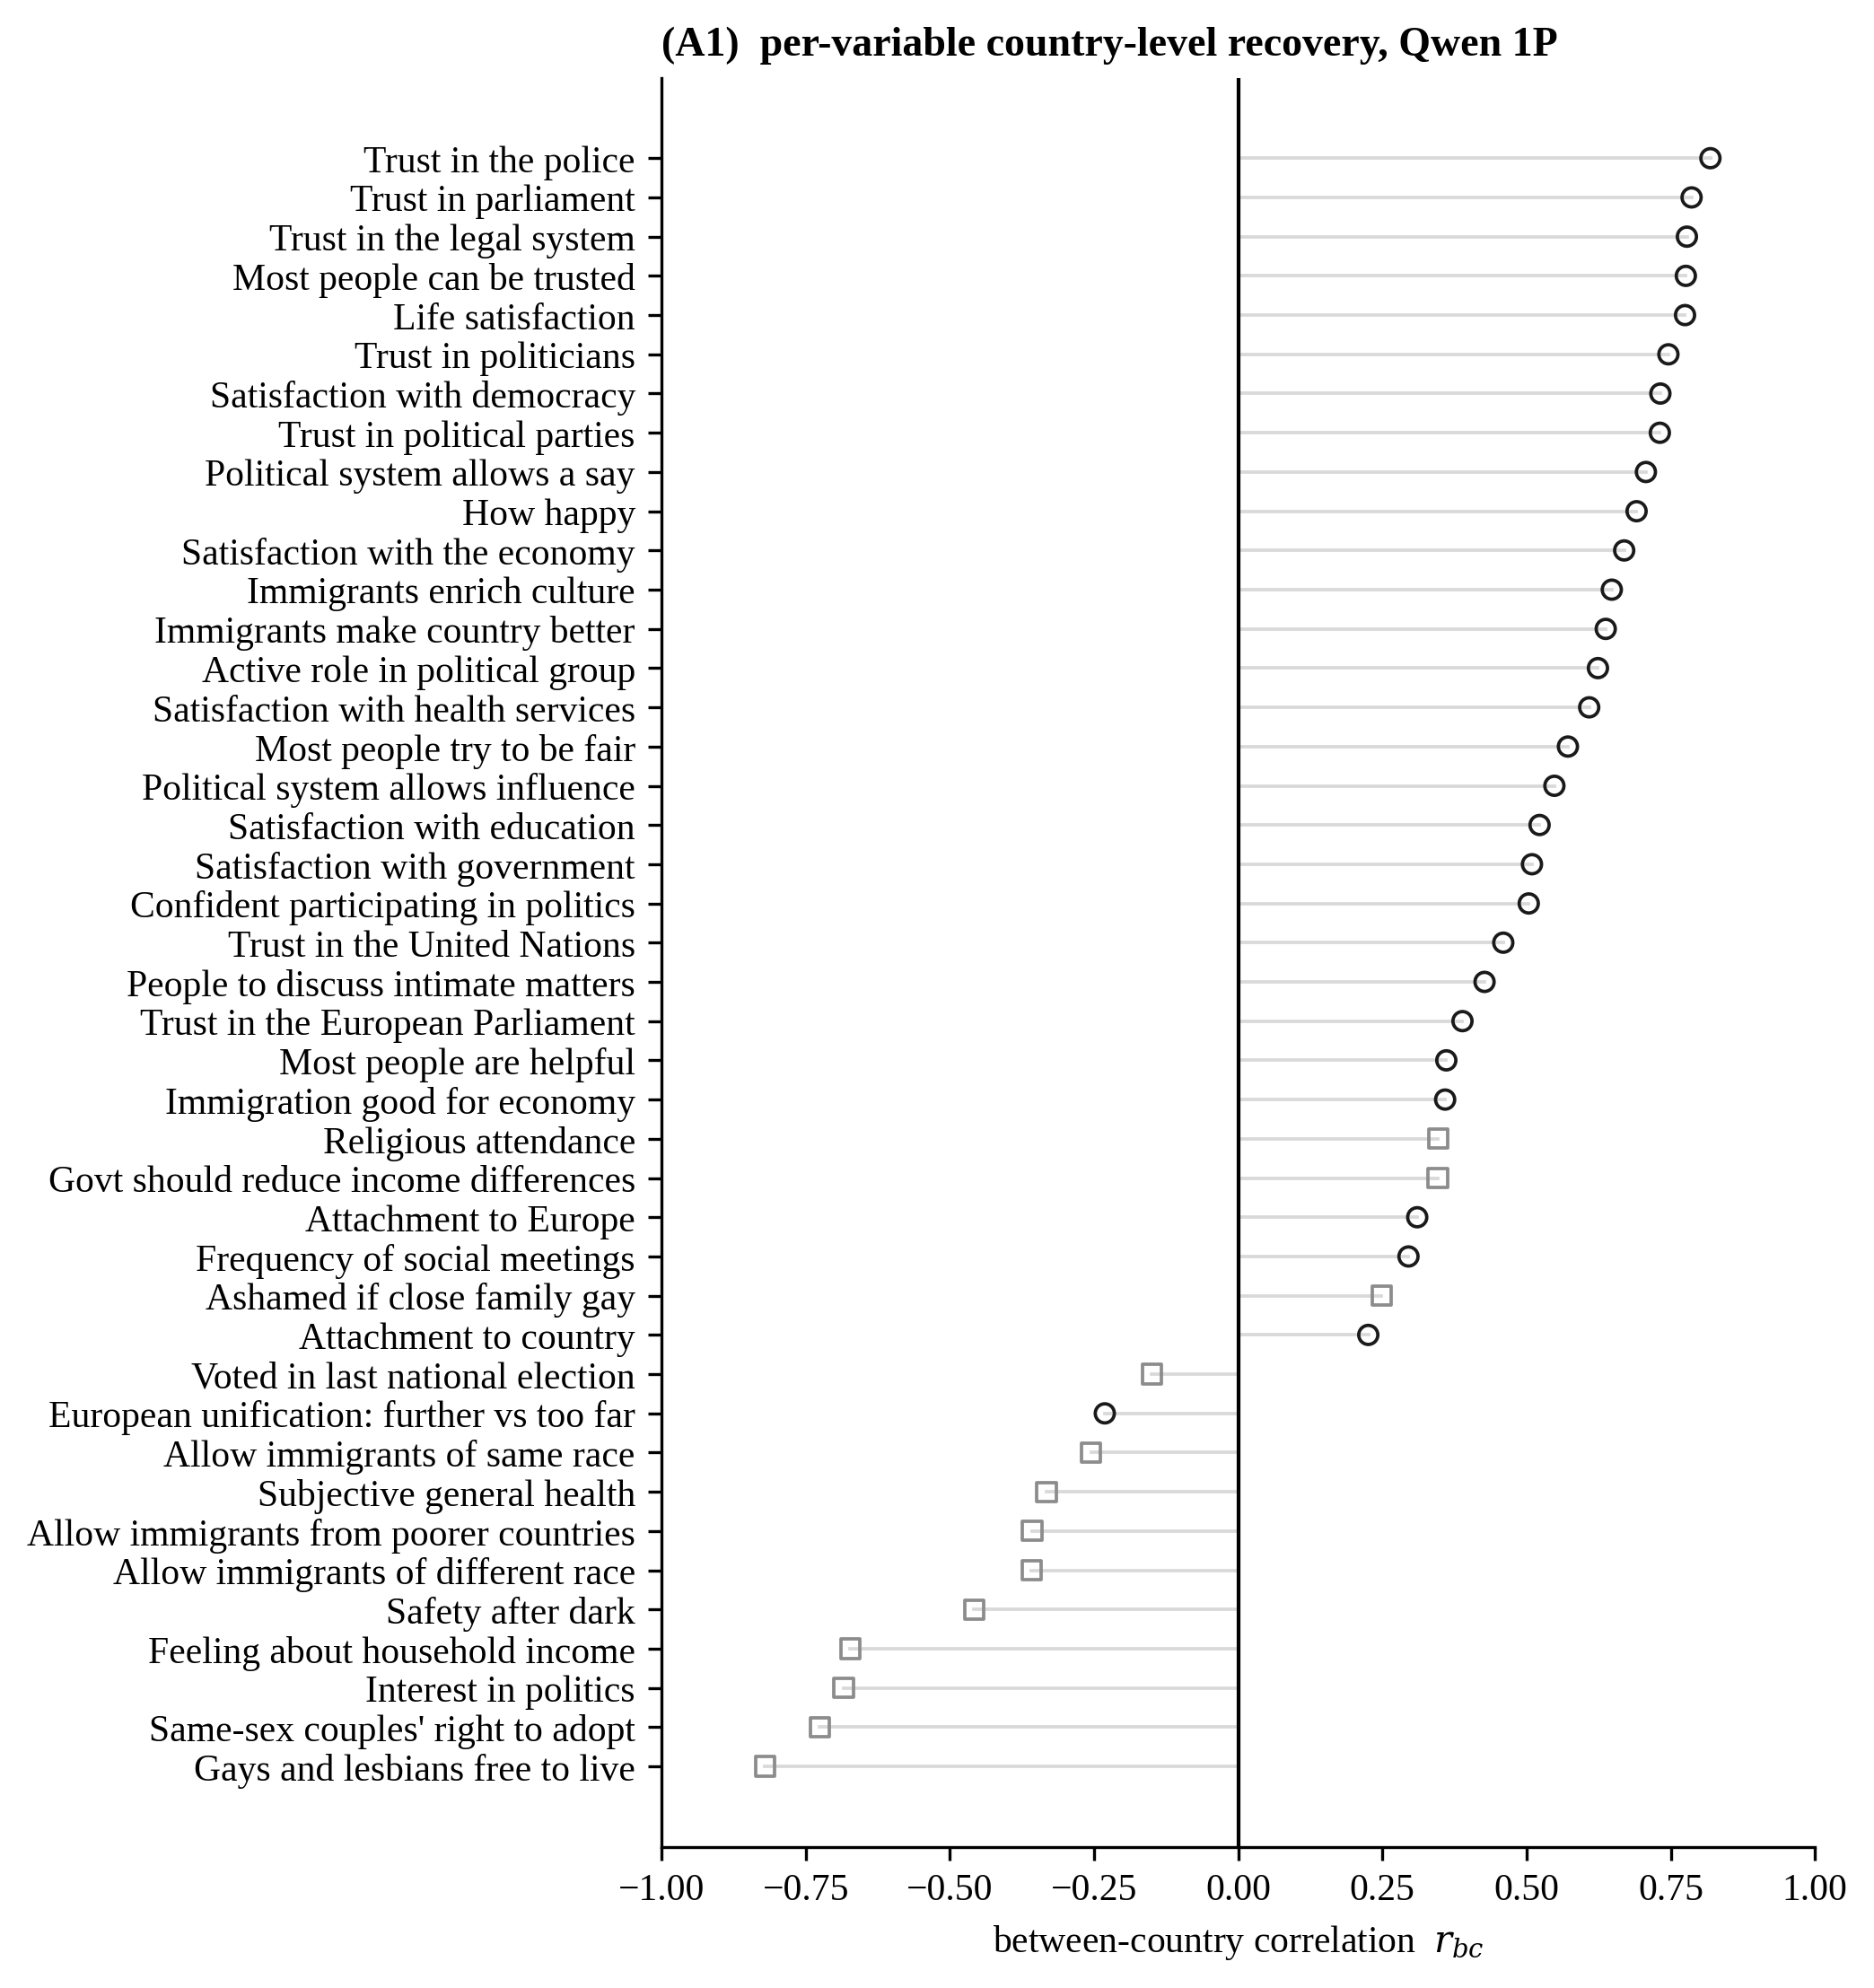 (A1) per-variable country-level recovery, Qwen 1P
Trust in the police
Trust in parliament
Trust in the legal system
Most people can be trusted
Life satisfaction
Trust in politicians
Satisfaction with democracy
Trust in political parties
Political system allows a say
How happy
Satisfaction with the economy
Immigrants enrich culture
Immigrants make country better
Active role in political group
Satisfaction with health services
Most people try to be fair
Political system allows influence
Satisfaction with education
Satisfaction with government
Confident participating in politics
Trust in the United Nations
People to discuss intimate matters
Trust in the European Parliament
Most people are helpful
Immigration good for economy
Religious attendance
Govt should reduce income differences
Attachment to Europe
Frequency of social meetings
Ashamed if close family gay
Attachment to country
Voted in last national election
European unification: further vs too far
Allow immigrants of same race
Subjective general health
Allow immigrants from poorer countries
Allow immigrants of different race
Safety after dark
Feeling about household income
Interest in politics
Same-sex couples' right to adopt
Gays and lesbians free to live
−1.00 −0.75 −0.50 −0.25 0.00 0.25 0.50 0.75 1.00
between-country correlation r_bc